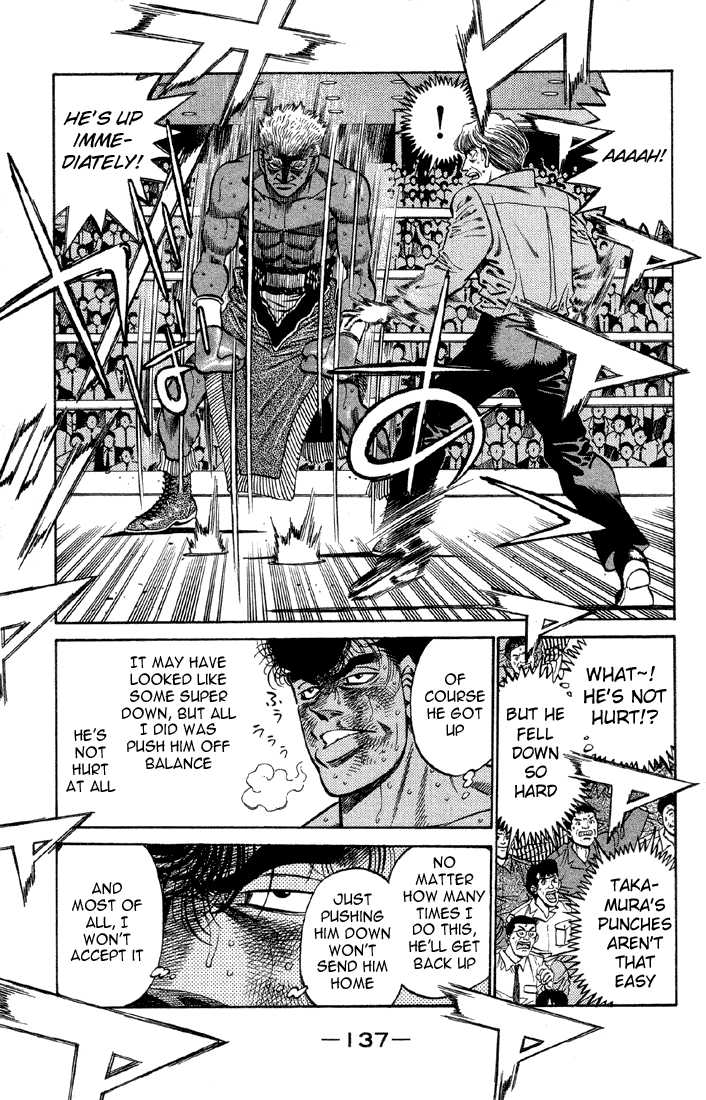 AAAAH!
!
HE'S UP
IMME-
DIATELY!
WHAT~!
HE'S NOT
HURT!?
BUT HE
FELL
DOWN
SO
HARD
TAKA-
MURA'S
PUNCHES
AREN'T
THAT
EASY
OF
COURSE
HE GOT
UP
IT MAY HAVE
LOOKED LIKE
SOME SUPER
DOWN, BUT ALL
I DID WAS
PUSH HIM OFF
BALANCE
HE'S
NOT
HURT
AT ALL
NO
MATTER
HOW MANY
TIMES I
DO THIS,
HE'LL GET
BACK UP
JUST
PUSHING
HIM DOWN
WON'T
SEND HIM
HOME
AND
MOST OF
ALL, I
WON'T
ACCEPT IT
—137—